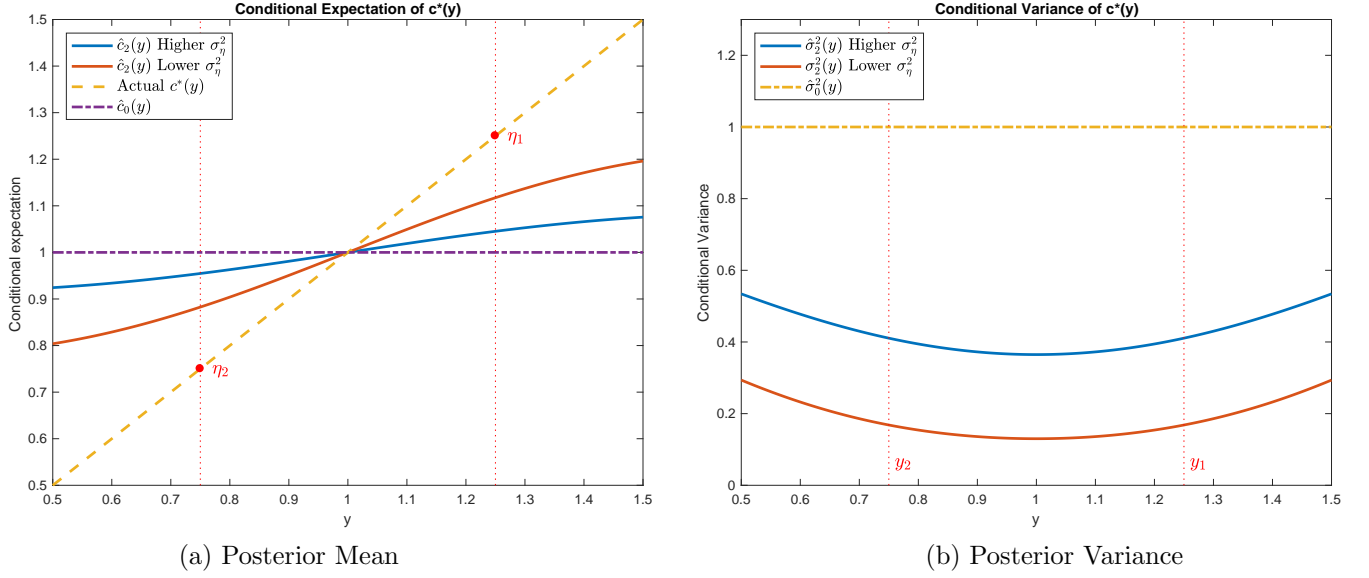 Conditional Expectation of c*(y)
1.5
1.4
1.3
1.2
1.1
1
0.9
0.8
0.7
0.6
0.5
Conditional expectation
ĉ₂(y) Higher σ²_η
ĉ₂(y) Lower σ²_η
Actual c*(y)
ĉ₀(y)
η₁
η₂
0.5 0.6 0.7 0.8 0.9 1 1.1 1.2 1.3 1.4 1.5
y
(a) Posterior Mean
Conditional Variance of c*(y)
1.2
1
0.8
0.6
0.4
0.2
0
Conditional Variance
σ̂²₂(y) Higher σ²_η
σ²₂(y) Lower σ²_η
σ̂²₀(y)
y₂
y₁
0.5 0.6 0.7 0.8 0.9 1 1.1 1.2 1.3 1.4 1.5
y
(b) Posterior Variance